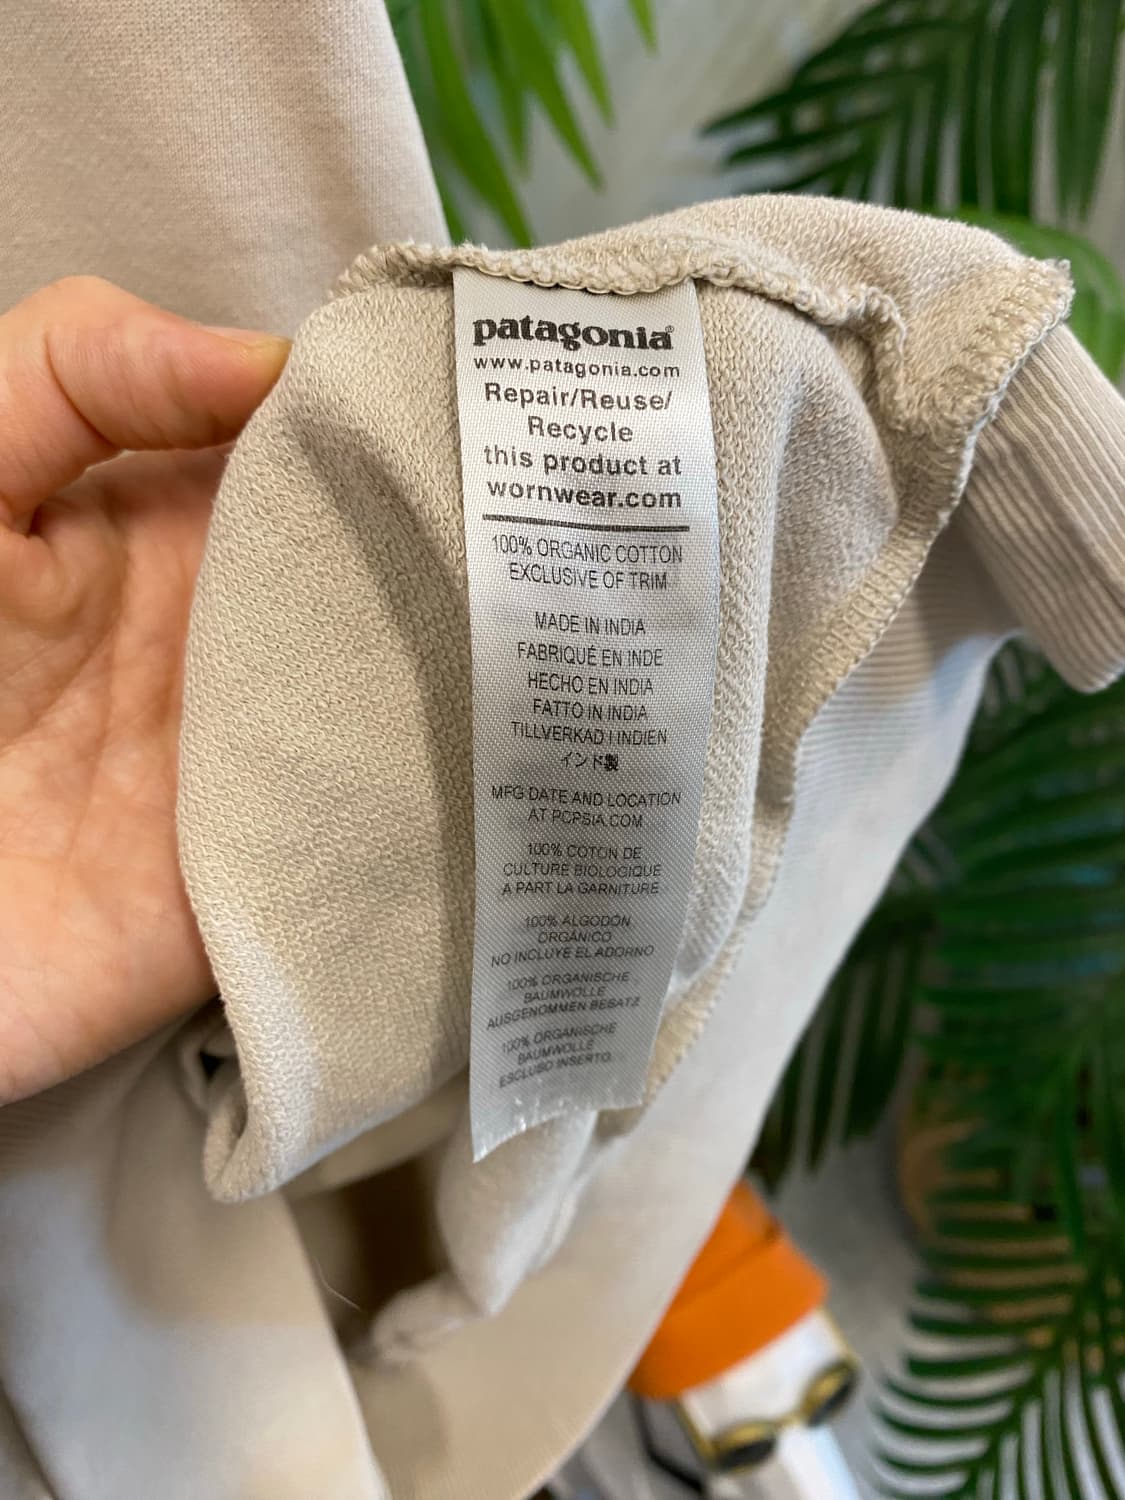 patagonia®
www.patagonia.com
Repair/Reuse/
Recycle
this product at
wornwear.com
100% ORGANIC COTTON
EXCLUSIVE OF TRIM
MADE IN INDIA
FABRIQUÉ EN INDE
HECHO EN INDIA
FATTO IN INDIA
TILLVERKAD I INDIEN
インド製
MFG DATE AND LOCATION
AT PCPSIA.COM
100% COTON DE
CULTURE BIOLOGIQUE
A PART LA GARNITURE
100% ALGODÓN
ORGÁNICO
NO INCLUYE EL ADORNO
100% ORGANISCHE
BAUMWOLLE
AUSGENOMMEN BESATZ
100% ORGANISCHE
BAUMWOLLE
ESCLUSO INSERTO